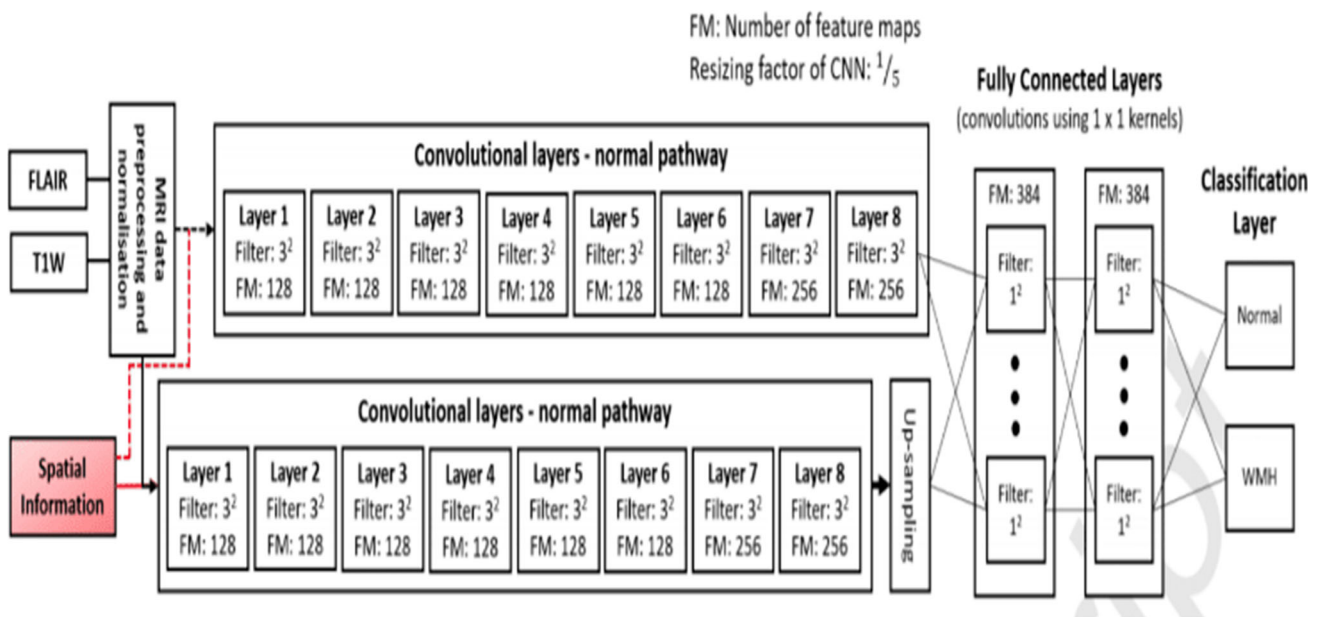 FM: Number of feature maps
Resizing factor of CNN: 1/5
Fully Connected Layers
(convolutions using 1 x 1 kernels)
Classification
Layer
FLAIR
T1W
MRI data
preprocessing and
normalisation
Convolutional layers - normal pathway
Layer 1
Filter: 3²
FM: 128
Layer 2
Filter: 3²
FM: 128
Layer 3
Filter: 3²
FM: 128
Layer 4
Filter: 3²
FM: 128
Layer 5
Filter: 3²
FM: 128
Layer 6
Filter: 3²
FM: 128
Layer 7
Filter: 3²
FM: 256
Layer 8
Filter: 3²
FM: 256
Spatial
Information
Convolutional layers - normal pathway
Layer 1
Filter: 3²
FM: 128
Layer 2
Filter: 3²
FM: 128
Layer 3
Filter: 3²
FM: 128
Layer 4
Filter: 3²
FM: 128
Layer 5
Filter: 3²
FM: 128
Layer 6
Filter: 3²
FM: 128
Layer 7
Filter: 3²
FM: 256
Layer 8
Filter: 3²
FM: 256
Up-sampling
FM: 384
Filter:
1²
Filter:
1²
FM: 384
Filter:
1²
Filter:
1²
Normal
WMH